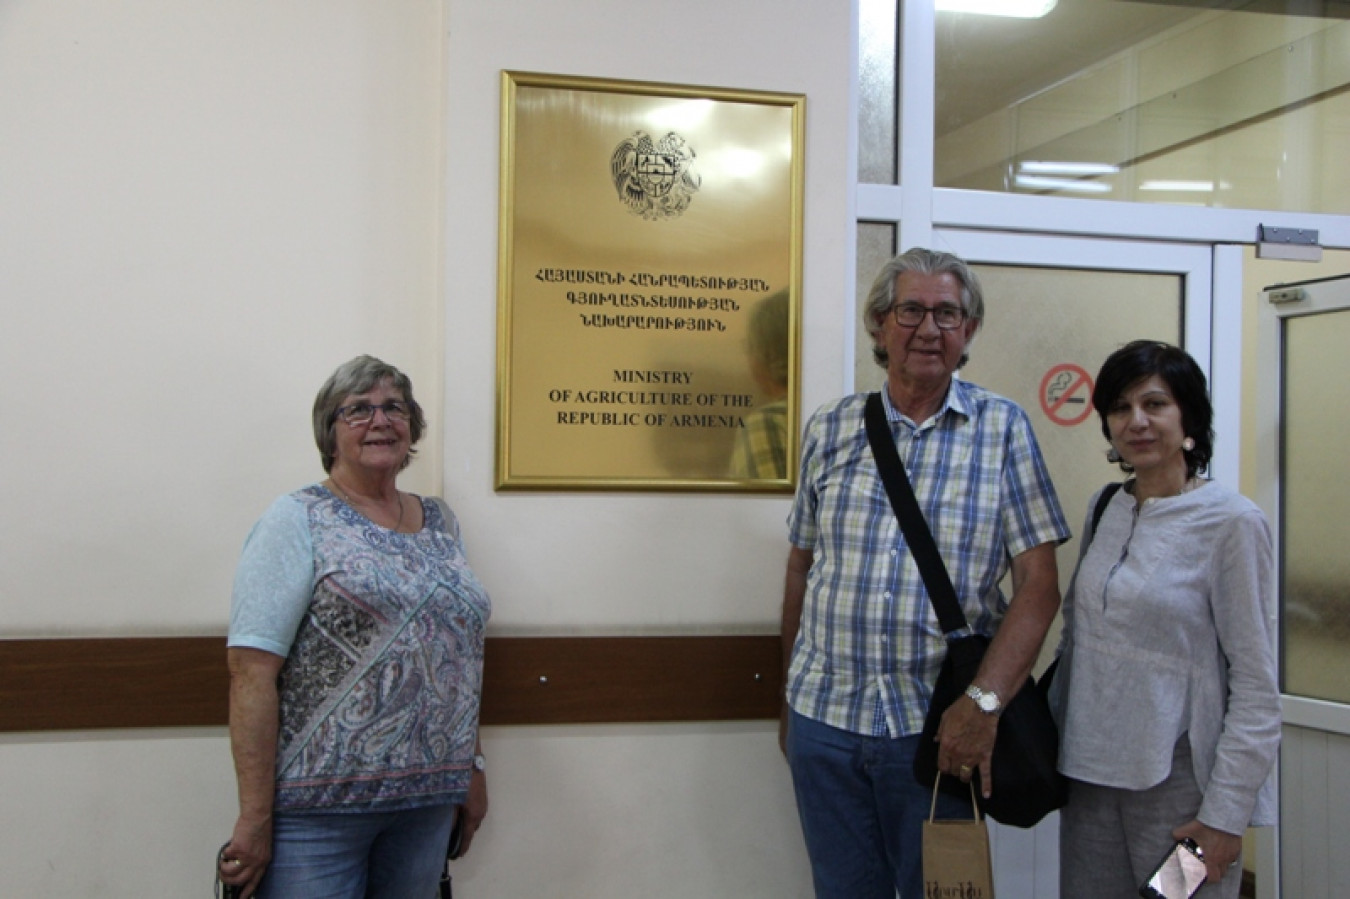 ՀԱՅԱՍՏԱՆԻ ՀԱՆՐԱՊԵՏՈՒԹՅԱՆ
ԳՅՈՒՂԱՏՆՏԵՍՈՒԹՅԱՆ
ՆԱԽԱՐԱՐՈՒԹՅՈՒՆ
MINISTRY
OF AGRICULTURE OF THE
REPUBLIC OF ARMENIA